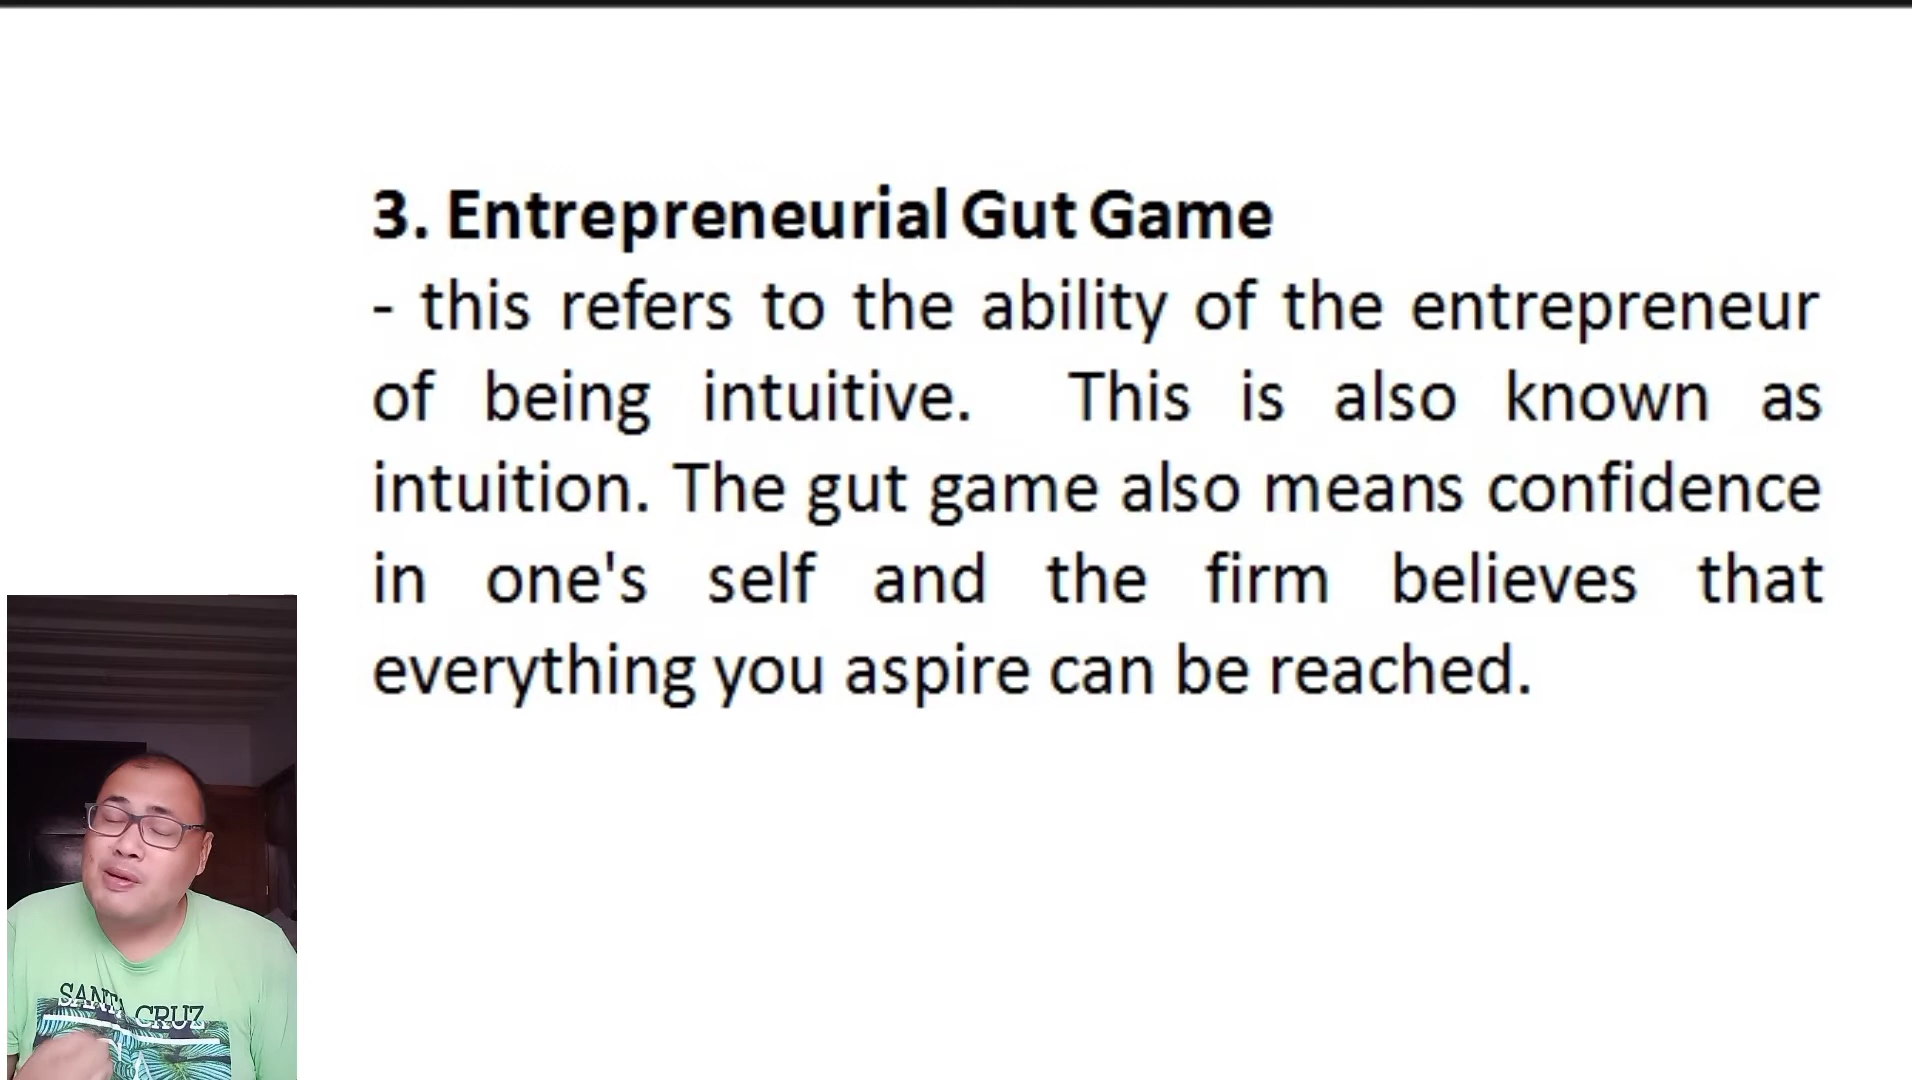 3. Entrepreneurial Gut Game
- this refers to the ability of the entrepreneur
of being intuitive. This is also known as
intuition. The gut game also means confidence
in one's self and the firm believes that
everything you aspire can be reached.
SANTA CRUZ